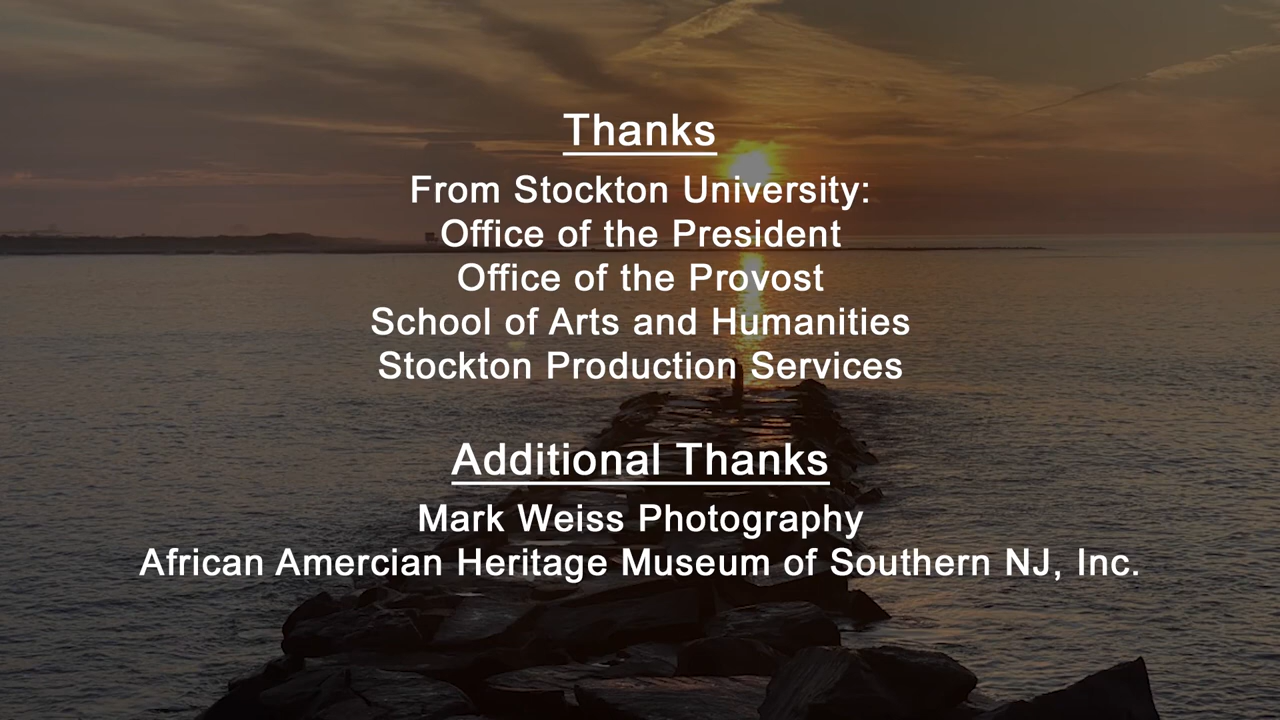 Thanks
From Stockton University:
Office of the President
Office of the Provost
School of Arts and Humanities
Stockton Production Services
Additional Thanks
Mark Weiss Photography
African Amercian Heritage Museum of Southern NJ, Inc.